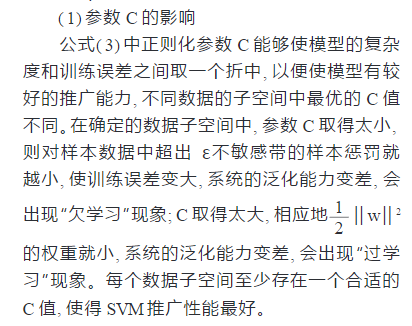 (1)参数 C 的影响
公式(3)中正则化参数 C 能够使模型的复杂
度和训练误差之间取一个折中, 以便使模型有较
好的推广能力, 不同数据的子空间中最优的 C 值
不同。在确定的数据子空间中, 参数 C 取得太小,
则对样本数据中超出 ε不敏感带的样本惩罚就
越小, 使训练误差变大, 系统的泛化能力变差, 会
出现“欠学习”现象; C 取得太大, 相应地 1/2 ||w||²
的权重就小, 系统的泛化能力变差, 会出现“过学
习”现象。每个数据子空间至少存在一个合适的
C 值, 使得 SVM 推广性能最好。